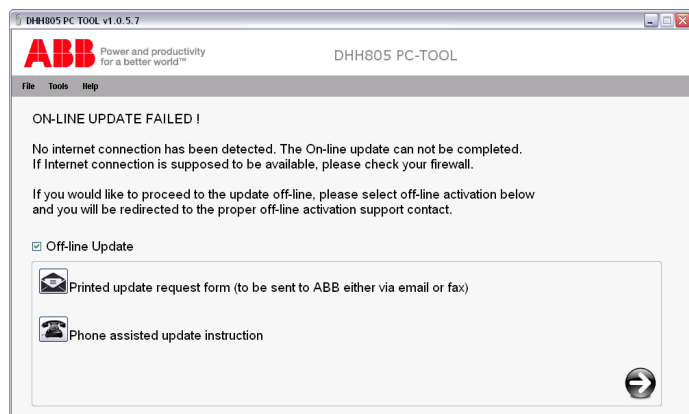 DHH805 PC TOOL v1.0.5.7
ABB
Power and productivity
for a better world™
DHH805 PC-TOOL
File Tools Help
ON-LINE UPDATE FAILED !
No internet connection has been detected. The On-line update can not be completed.
If Internet connection is supposed to be available, please check your firewall.
If you would like to proceed to the update off-line, please select off-line activation below
and you will be redirected to the proper off-line activation support contact.
Off-line Update
Printed update request form (to be sent to ABB either via email or fax)
Phone assisted update instruction